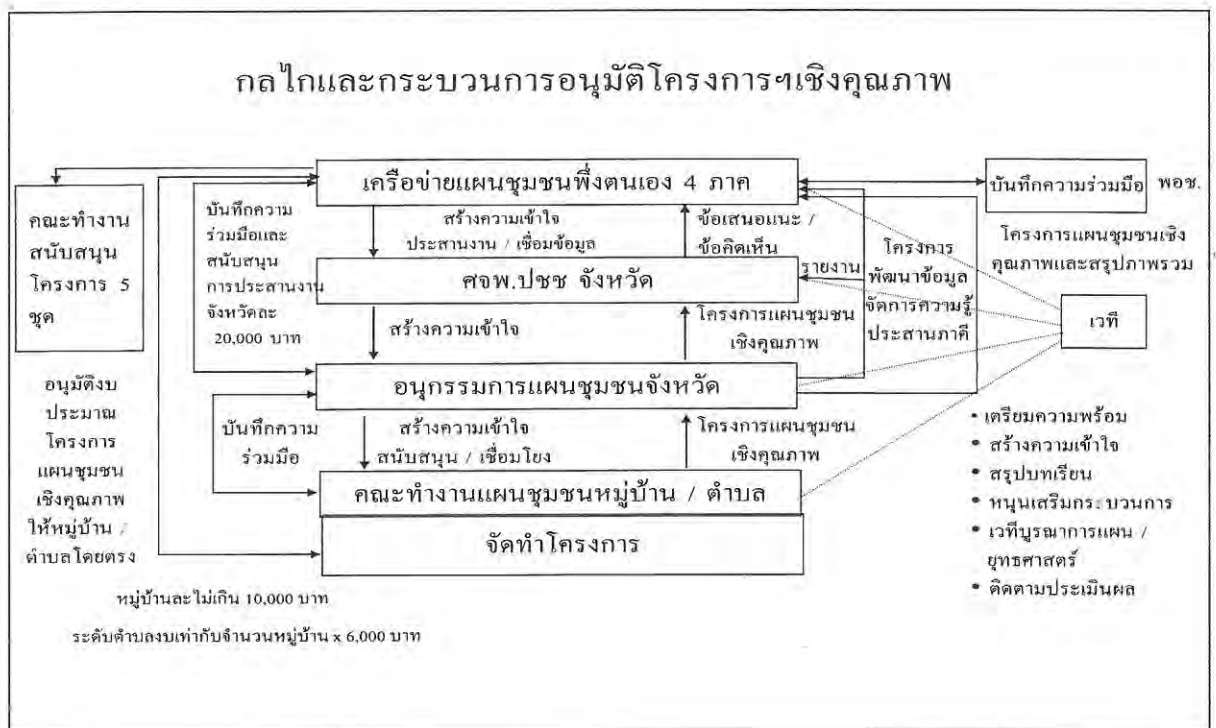 กลไกและกระบวนการอนุมัติโครงการฯเชิงคุณภาพ
เครือข่ายแผนชุมชนพึ่งตนเอง 4 ภาค
บันทึกความร่วมมือ พอช.
โครงการแผนชุมชนเชิง
คุณภาพและสรุปภาพรวม
คณะทำงาน
สนับสนุน
โครงการ 5
ชุด
บันทึกความ
ร่วมมือและ
สนับสนุน
การประสานงาน
จังหวัดละ
20,000 บาท
สร้างความเข้าใจ
ประสานงาน / เชื่อมข้อมูล
ข้อเสนอแนะ /
ข้อคิดเห็น
ศจพ.ปชช จังหวัด
รายงาน
โครงการ
พัฒนาข้อมูล
จัดการความรู้
ประสานภาคี
เวที
สร้างความเข้าใจ
โครงการแผนชุมชน
เชิงคุณภาพ
อนุกรรมการแผนชุมชนจังหวัด
อนุมัติงบ
ประมาณ
โครงการ
แผนชุมชน
เชิงคุณภาพ
ให้หมู่บ้าน /
ตำบลโดยตรง
บันทึกความ
ร่วมมือ
สร้างความเข้าใจ
สนับสนุน / เชื่อมโยง
โครงการแผนชุมชน
เชิงคุณภาพ
คณะทำงานแผนชุมชนหมู่บ้าน / ตำบล
จัดทำโครงการ
• เตรียมความพร้อม
• สร้างความเข้าใจ
• สรุปบทเรียน
• หนุนเสริมกระบวนการ
• เวทีบูรณาการแผน /
ยุทธศาสตร์
• ติดตามประเมินผล
หมู่บ้านละไม่เกิน 10,000 บาท
ระดับตำบลงบเท่ากับจำนวนหมู่บ้าน x 6,000 บาท